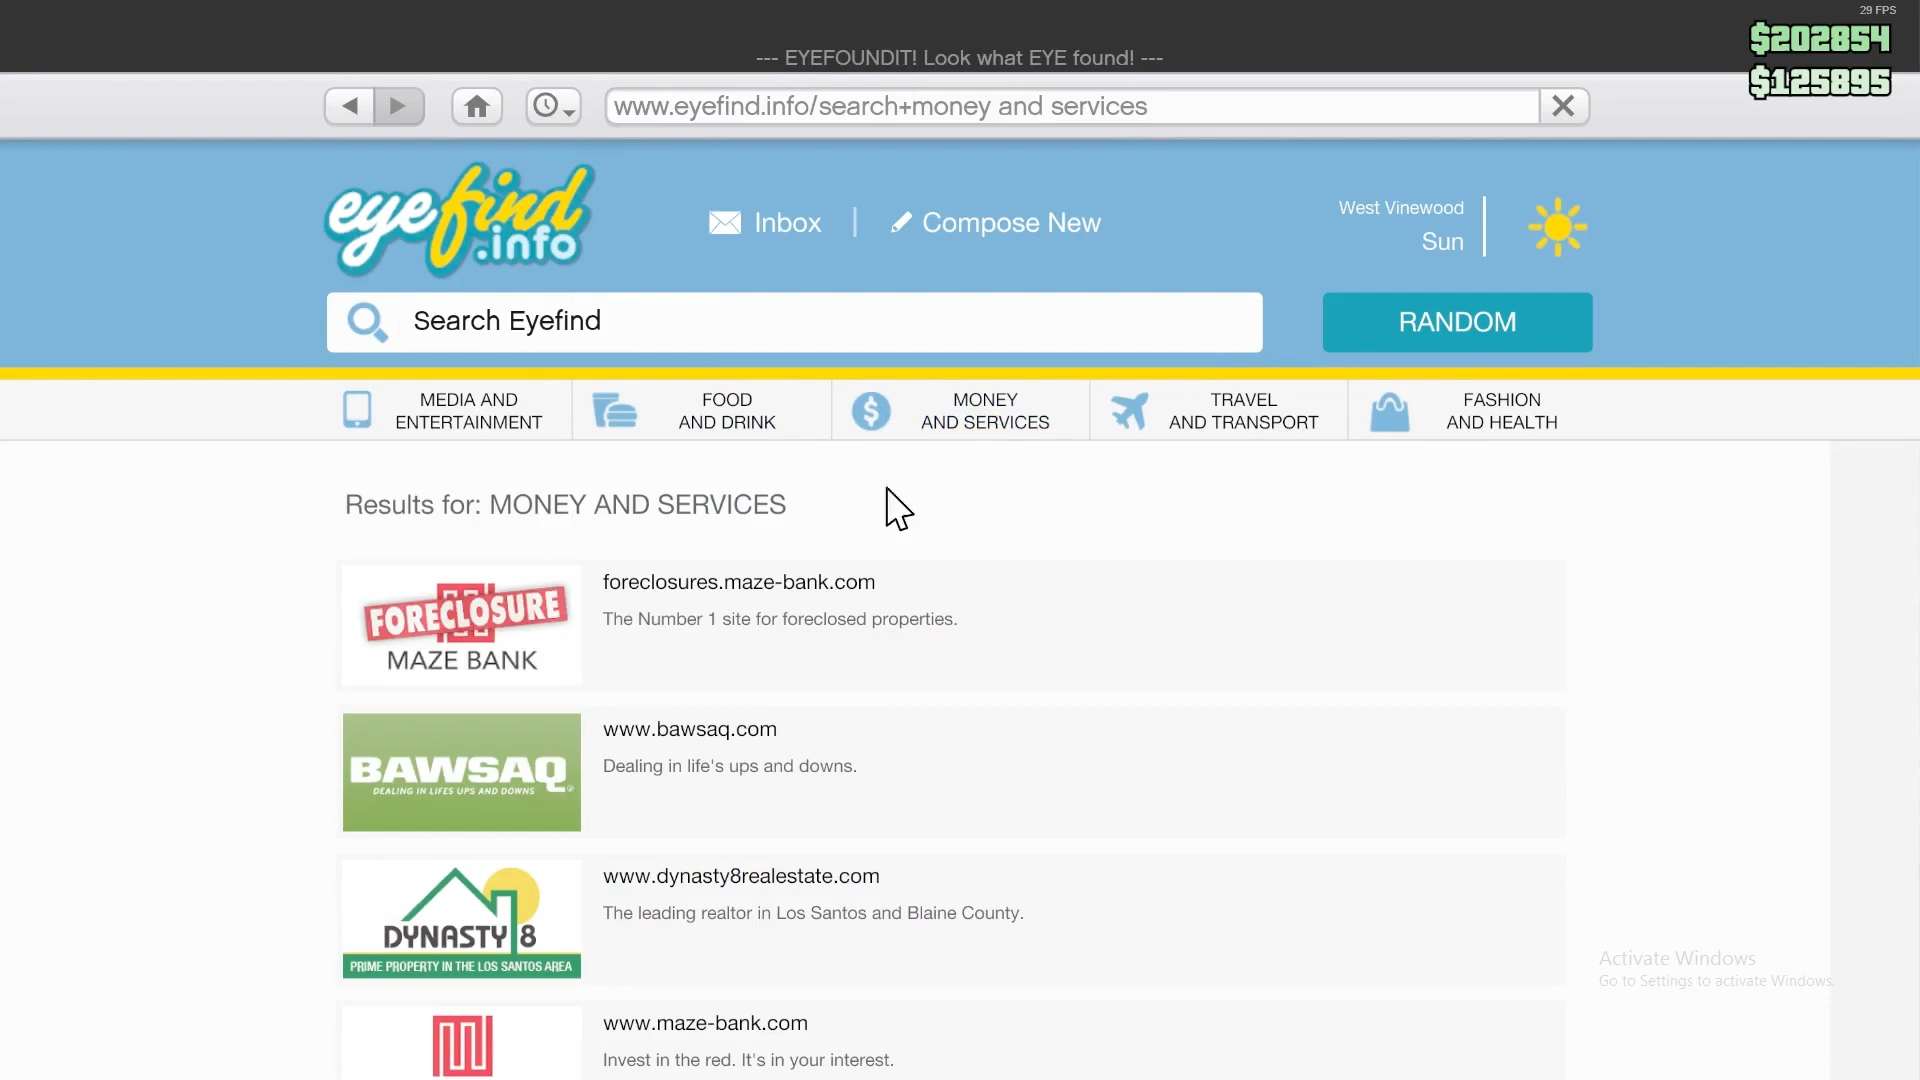 29 FPS
$202854
$125895
--- EYEFOUNDIT! Look what EYE found! ---
www.eyefind.info/search+money and services
eyefind
.info
Inbox
Compose New
West Vinewood
Sun
Search Eyefind
RANDOM
MEDIA AND
ENTERTAINMENT
FOOD
AND DRINK
MONEY
AND SERVICES
TRAVEL
AND TRANSPORT
FASHION
AND HEALTH
Results for: MONEY AND SERVICES
FORECLOSURE
MAZE BANK
foreclosures.maze-bank.com
The Number 1 site for foreclosed properties.
BAWSAQ
DEALING IN LIFES UPS AND DOWNS
www.bawsaq.com
Dealing in life's ups and downs.
DYNASTY 8
PRIME PROPERTY IN THE LOS SANTOS AREA
www.dynasty8realestate.com
The leading realtor in Los Santos and Blaine County.
www.maze-bank.com
Invest in the red. It's in your interest.
Activate Windows
Go to Settings to activate Windows.